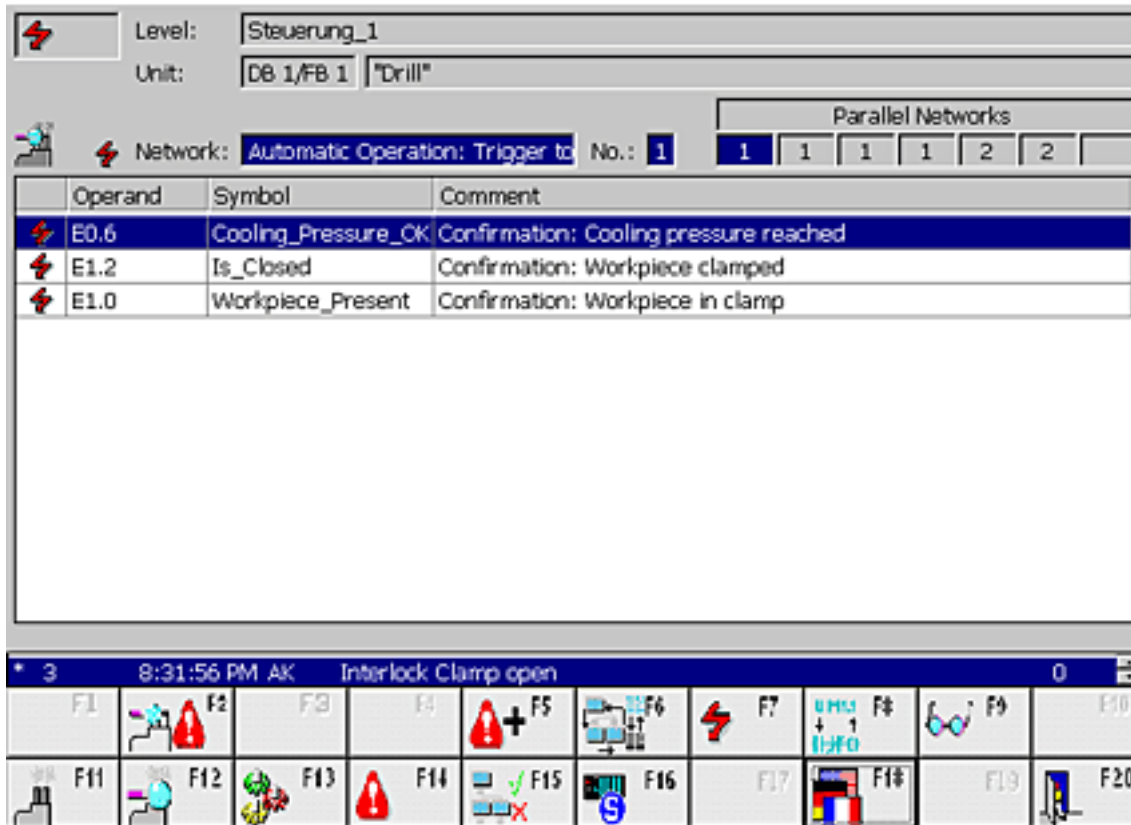 Level: Steuerung_1
Unit: DB 1/FB 1 "Drill"
Parallel Networks
Network: Automatic Operation: Trigger to No.: 1 1 1 1 1 2 2
Operand Symbol Comment
E0.6 Cooling_Pressure_OK Confirmation: Cooling pressure reached
E1.2 Is_Closed Confirmation: Workpiece clamped
E1.0 Workpiece_Present Confirmation: Workpiece in clamp
* 3 8:31:56 PM AK Interlock Clamp open 0
F1 F2 F3 F4 F5 F6 F7 F8 F9 F10
F11 F12 F13 F14 F15 S F16 F17 F18 F19 F20